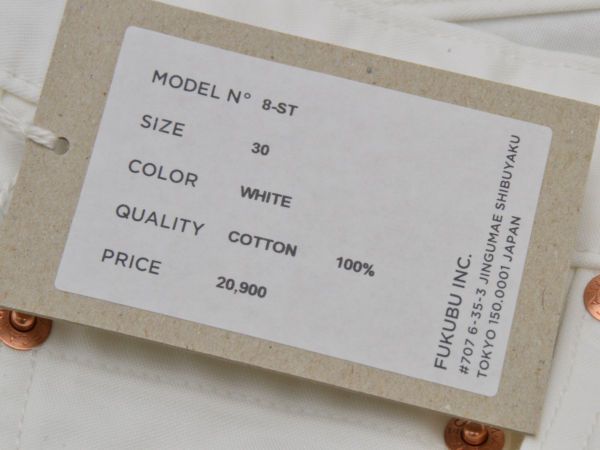 MODEL N° 8-ST
SIZE 30
COLOR WHITE
QUALITY COTTON 100%
PRICE 20,900
FUKUBU INC.
#707 6-35-3 JINGUMAE SHIBUYAKU
TOKYO 150.0001 JAPAN